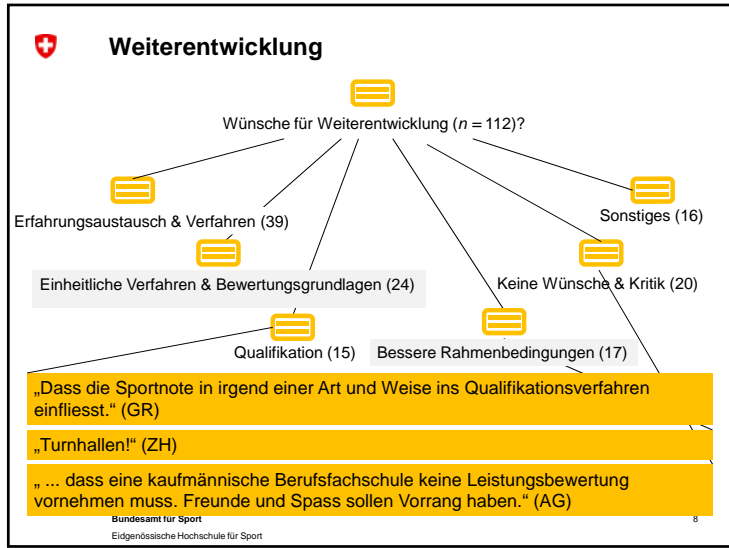 Weiterentwicklung
Wünsche für Weiterentwicklung (n = 112)?
Erfahrungsaustausch & Verfahren (39)
Sonstiges (16)
Einheitliche Verfahren & Bewertungsgrundlagen (24)
Keine Wünsche & Kritik (20)
Qualifikation (15)
Bessere Rahmenbedingungen (17)
„Dass die Sportnote in irgend einer Art und Weise ins Qualifikationsverfahren
einfliesst.“ (GR)
„Turnhallen!“ (ZH)
„ ... dass eine kaufmännische Berufsfachschule keine Leistungsbewertung
vornehmen muss. Freunde und Spass sollen Vorrang haben.“ (AG)
Bundesamt für Sport
8
Eidgenössische Hochschule für Sport